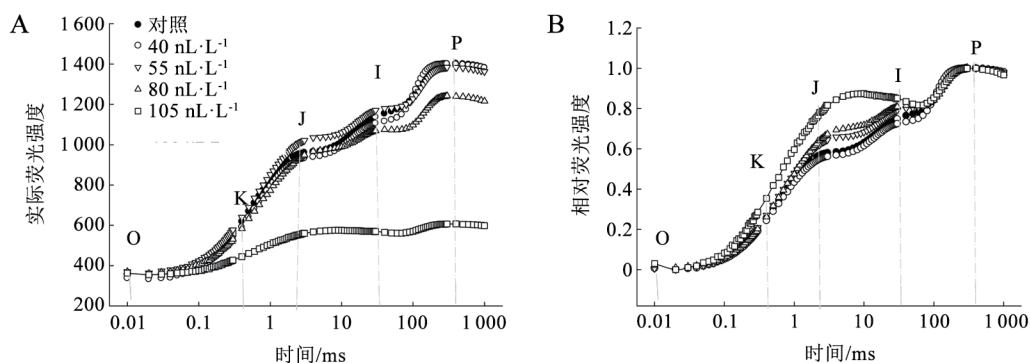 A
实际荧光强度
1 600
1 400
1 200
1 000
800
600
400
200
对照
40 nL·L⁻¹
55 nL·L⁻¹
80 nL·L⁻¹
105 nL·L⁻¹
O
K
J
I
P
0.01 0.1 1 10 100 1 000
时间/ms
B
相对荧光强度
1.2
1.0
0.8
0.6
0.4
0.2
0
O
K
J
I
P
0.01 0.1 1 10 100 1 000
时间/ms